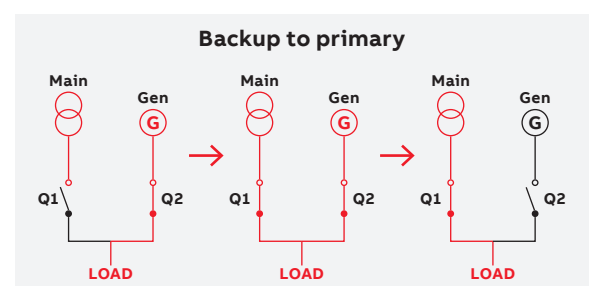 Backup to primary
Main
Gen
G
Q1
Q2
LOAD
Main
Gen
G
Q1
Q2
LOAD
Main
Gen
G
Q1
Q2
LOAD